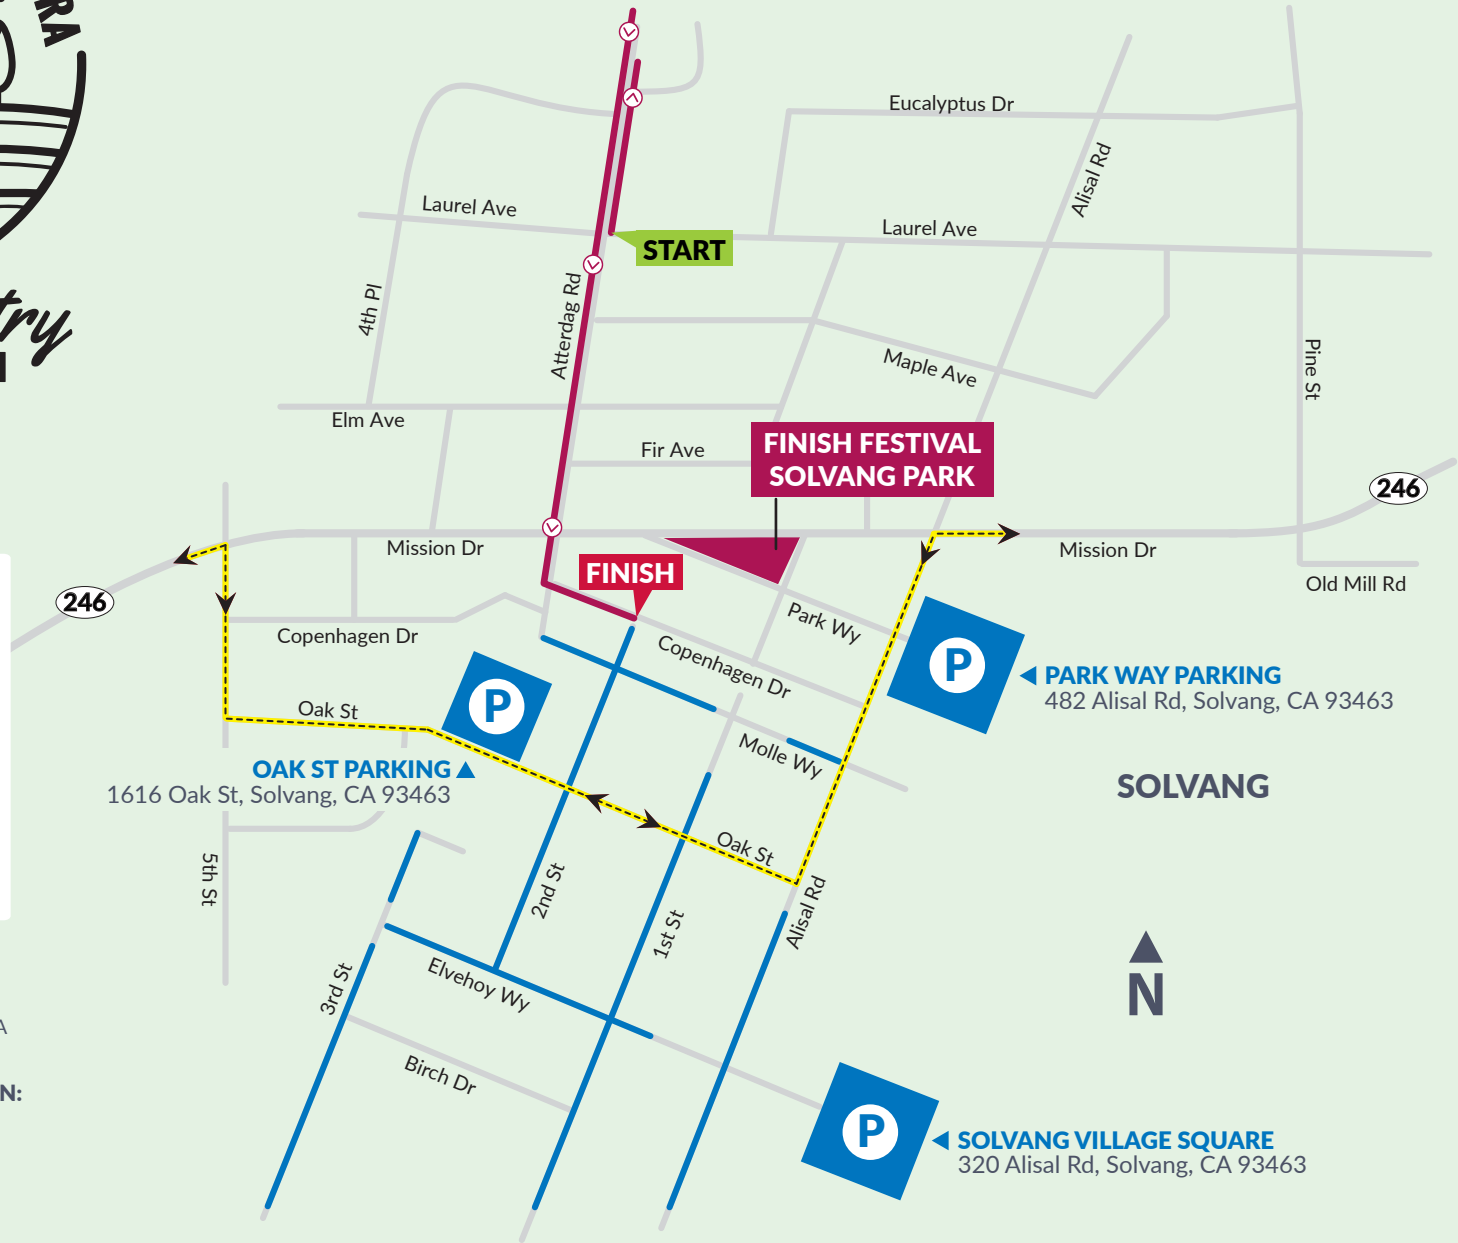 RA
try
Eucalyptus Dr
Alisal Rd
Laurel Ave
Laurel Ave
START
4th Pl
Atterdag Rd
Maple Ave
Pine St
Elm Ave
Fir Ave
FINISH FESTIVAL
SOLVANG PARK
246
Mission Dr
Mission Dr
FINISH
Old Mill Rd
246
Park Wy
Copenhagen Dr
Copenhagen Dr
P
PARK WAY PARKING
482 Alisal Rd, Solvang, CA 93463
P
Oak St
Molle Wy
OAK ST PARKING
1616 Oak St, Solvang, CA 93463
SOLVANG
Oak St
5th St
2nd St
1st St
Alisal Rd
3rd St
Elvehoy Wy
N
A
Birch Dr
N:
P
SOLVANG VILLAGE SQUARE
320 Alisal Rd, Solvang, CA 93463